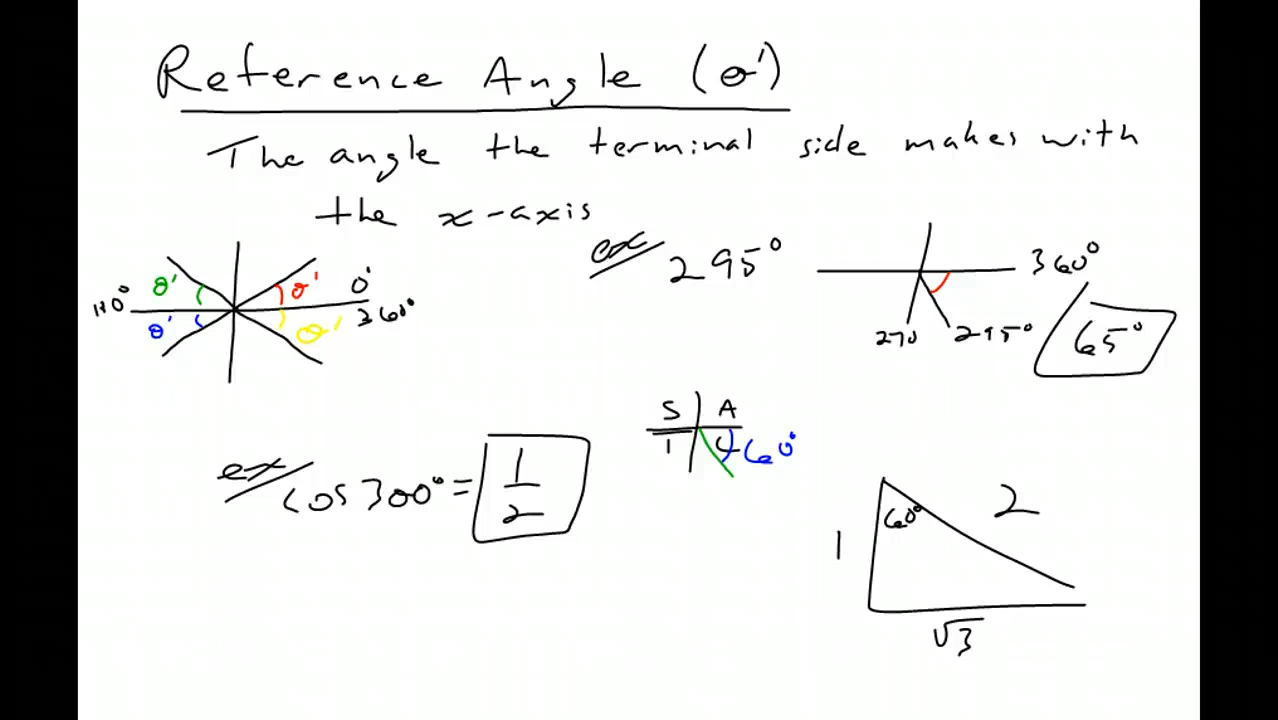 Reference Angle (θ')
The angle the terminal side makes with
the x-axis
ex 295°
360°
270
295°
65°
θ'
θ'
0°
180°
θ'
θ'
360°
S A
T C
60°
ex cos 300° = 1/2
60°
2
1
√3